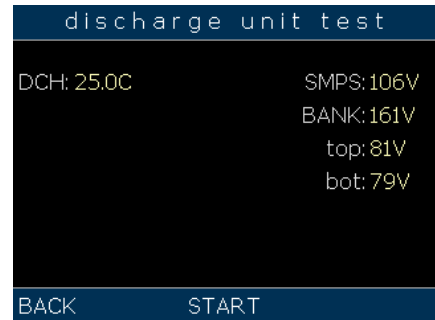 discharge unit test
DCH: 25.0C SMPS: 106V
BANK: 161V
top: 81V
bot: 79V
BACK START